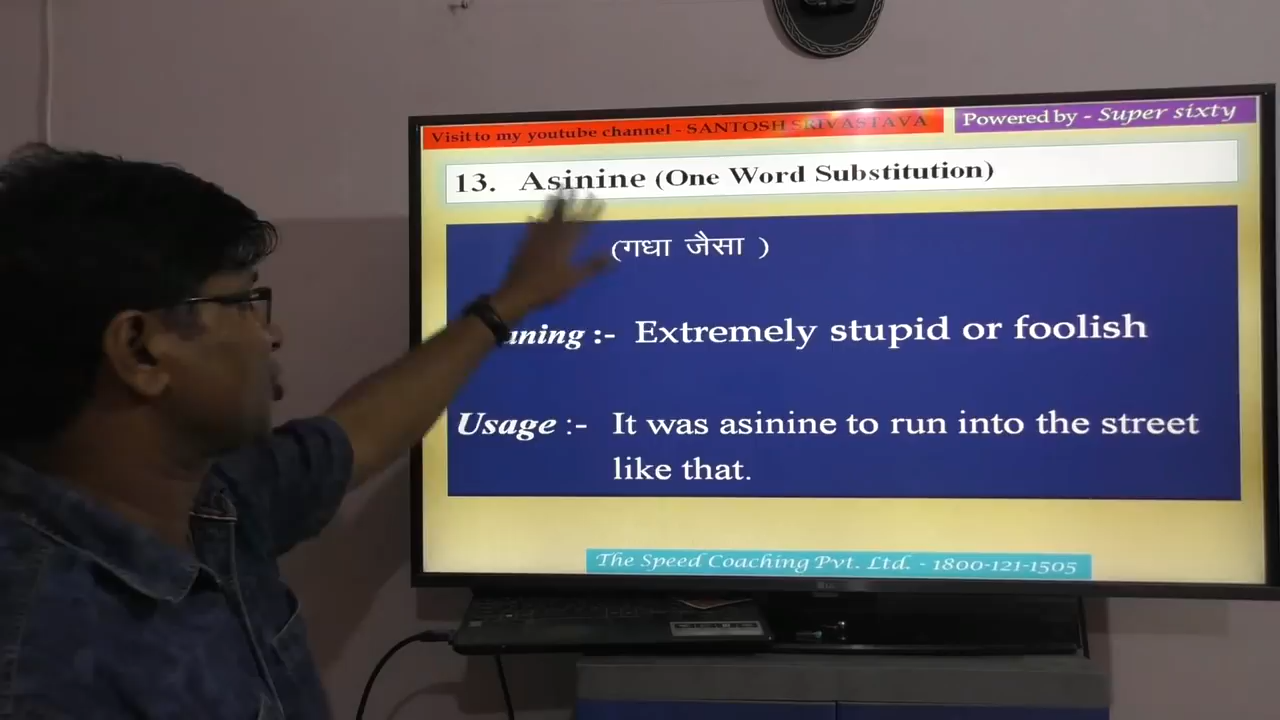 Visit to my youtube channel - SANTOSH SRIVASTAVA
Powered by - Super sixty
13. Asinine (One Word Substitution)
(गधा जैसा )
aning :- Extremely stupid or foolish
Usage :- It was asinine to run into the street
like that.
The Speed Coaching Pvt. Ltd. - 1800-121-1505